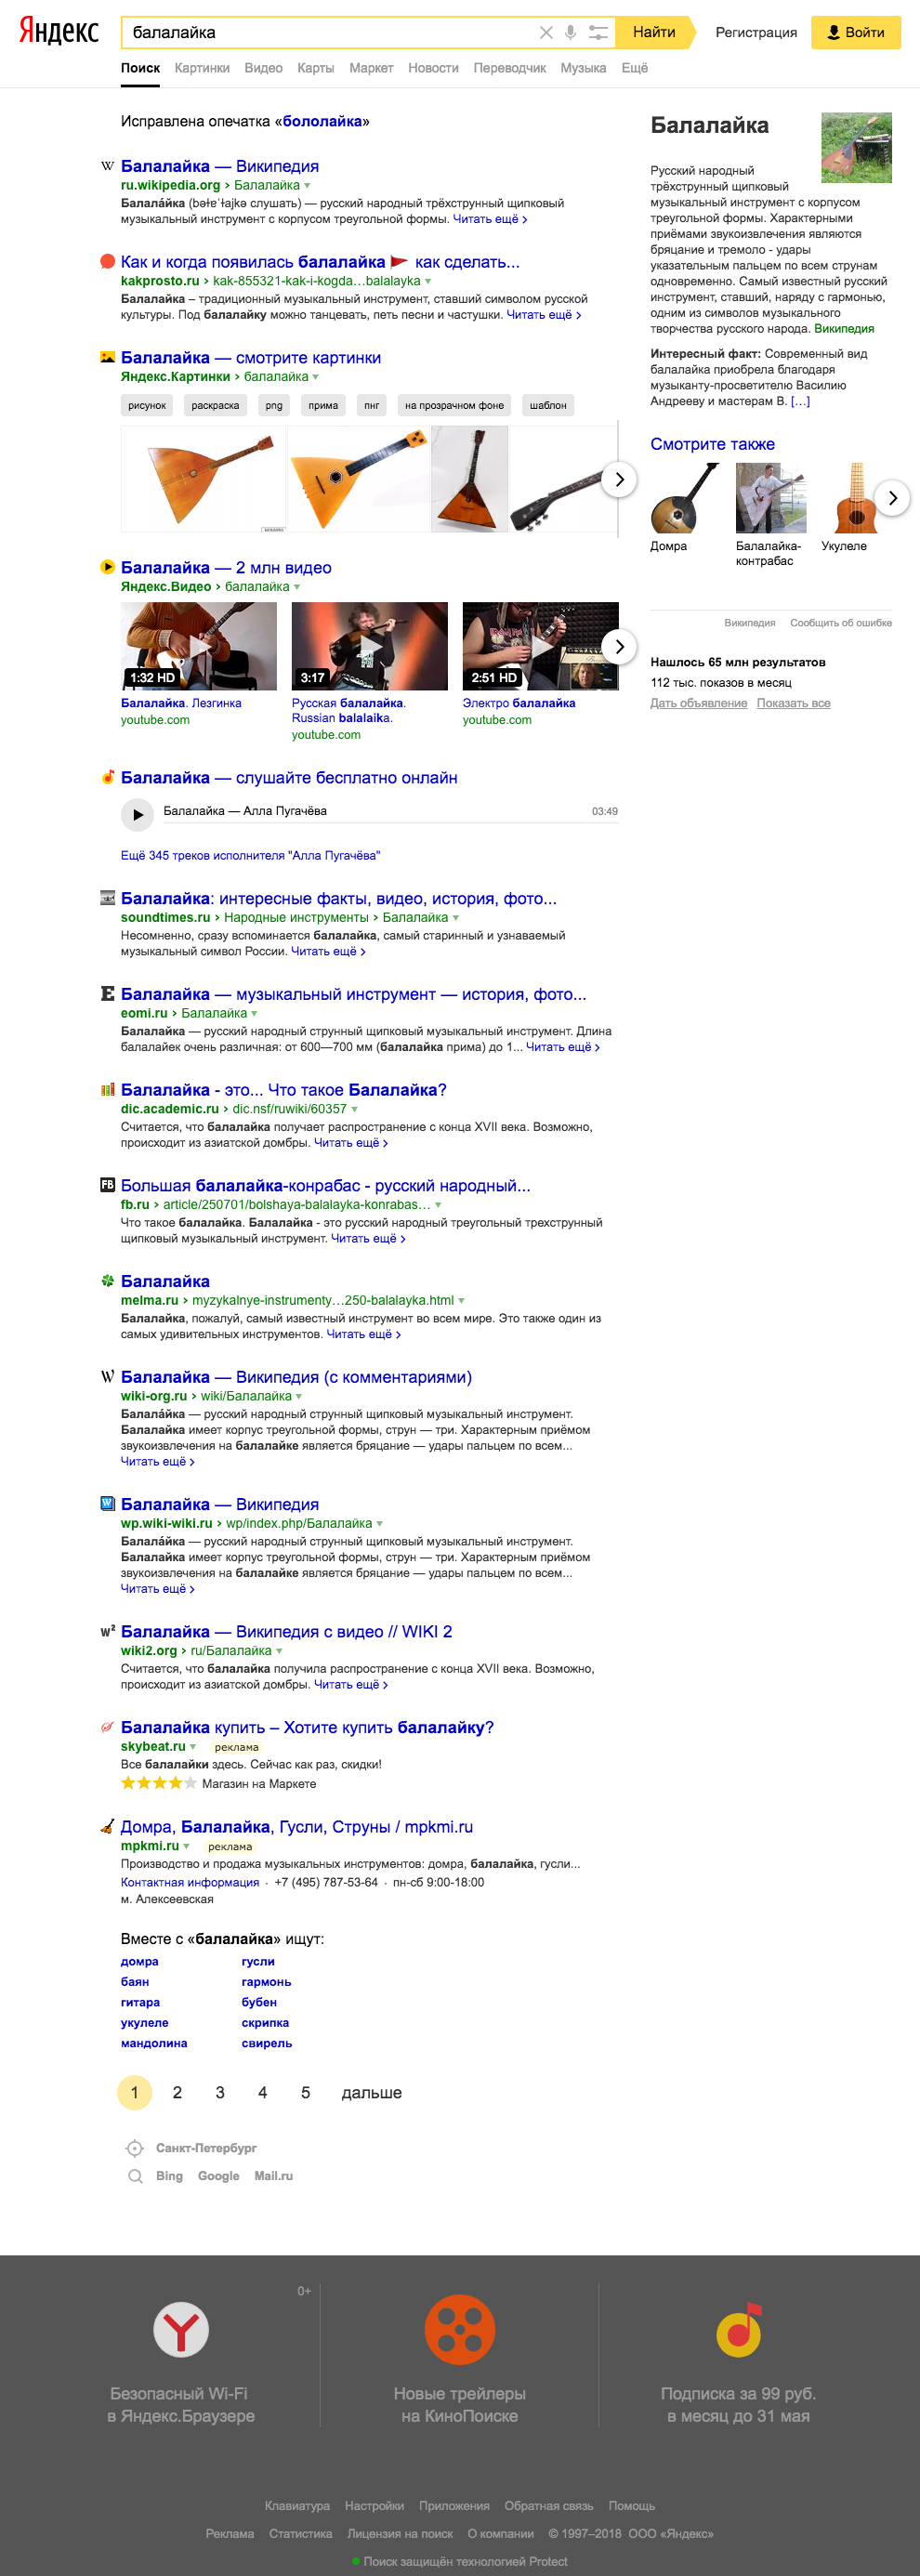 Яндекс
балалайка
Найти
Регистрация
Войти
Поиск Картинки Видео Карты Маркет Новости Переводчик Музыка Ещё
Исправлена опечатка «бололайка»
Балалайка — Википедия
ru.wikipedia.org › Балалайка
Балала́йка (bəɫɐˈɫajkə слушать) — русский народный трёхструнный щипковый
музыкальный инструмент с корпусом треугольной формы. Читать ещё ›
Как и когда появилась балалайка как сделать...
kakprosto.ru › kak-855321-kak-i-kogda…balalayka
Балалайка – традиционный музыкальный инструмент, ставший символом русской
культуры. Под балалайку можно танцевать, петь песни и частушки. Читать ещё ›
Балалайка — смотрите картинки
Яндекс.Картинки › балалайка
рисунок раскраска png прима пнг на прозрачном фоне шаблон
Балалайка — 2 млн видео
Яндекс.Видео › балалайка
1:32 HD
3:17
2:51 HD
Балалайка. Лезгинка
youtube.com
Русская балалайка.
Russian balalaika.
youtube.com
Электро балалайка
youtube.com
Балалайка — слушайте бесплатно онлайн
Балалайка — Алла Пугачёва 03:49
Ещё 345 треков исполнителя "Алла Пугачёва"
Балалайка: интересные факты, видео, история, фото...
soundtimes.ru › Народные инструменты › Балалайка
Несомненно, сразу вспоминается балалайка, самый старинный и узнаваемый
музыкальный символ России. Читать ещё ›
Балалайка — музыкальный инструмент — история, фото...
eomi.ru › Балалайка
Балалайка — русский народный струнный щипковый музыкальный инструмент. Длина
балалаек очень различная: от 600—700 мм (балалайка прима) до 1... Читать ещё ›
Балалайка - это... Что такое Балалайка?
dic.academic.ru › dic.nsf/ruwiki/60357
Считается, что балалайка получает распространение с конца XVII века. Возможно,
происходит из азиатской домбры. Читать ещё ›
Большая балалайка-конрабас - русский народный...
fb.ru › article/250701/bolshaya-balalayka-konrabas…
Что такое балалайка. Балалайка - это русский народный треугольный трехструнный
щипковый музыкальный инструмент. Читать ещё ›
Балалайка
melma.ru › myzykalnye-instrumenty…250-balalayka.html
Балалайка, пожалуй, самый известный инструмент во всем мире. Это также один из
самых удивительных инструментов. Читать ещё ›
Балалайка — Википедия (с комментариями)
wiki-org.ru › wiki/Балалайка
Балала́йка — русский народный струнный щипковый музыкальный инструмент.
Балалайка имеет корпус треугольной формы, струн — три. Характерным приёмом
звукоизвлечения на балалайке является бряцание — удары пальцем по всем...
Читать ещё ›
Балалайка — Википедия
wp.wiki-wiki.ru › wp/index.php/Балалайка
Балала́йка — русский народный струнный щипковый музыкальный инструмент.
Балалайка имеет корпус треугольной формы, струн — три. Характерным приёмом
звукоизвлечения на балалайке является бряцание — удары пальцем по всем...
Читать ещё ›
Балалайка — Википедия с видео // WIKI 2
wiki2.org › ru/Балалайка
Считается, что балалайка получила распространение с конца XVII века. Возможно,
происходит из азиатской домбры. Читать ещё ›
Балалайка купить – Хотите купить балалайку?
skybeat.ru реклама
Все балалайки здесь. Сейчас как раз, скидки!
Магазин на Маркете
Домра, Балалайка, Гусли, Струны / mpkmi.ru
mpkmi.ru реклама
Производство и продажа музыкальных инструментов: домра, балалайка, гусли...
Контактная информация · +7 (495) 787-53-64 · пн-сб 9:00-18:00
м. Алексеевская
Вместе с «балалайка» ищут:
домра гусли
баян гармонь
гитара бубен
укулеле скрипка
мандолина свирель
1 2 3 4 5 дальше
Санкт-Петербург
Bing Google Mail.ru
Балалайка
Русский народный
трёхструнный щипковый
музыкальный инструмент с корпусом
треугольной формы. Характерными
приёмами звукоизвлечения являются
бряцание и тремоло - удары
указательным пальцем по всем струнам
одновременно. Самый известный русский
инструмент, ставший, наряду с гармонью,
одним из символов музыкального
творчества русского народа. Википедия
Интересный факт: Современный вид
балалайка приобрела благодаря
музыканту-просветителю Василию
Андрееву и мастерам В. [...]
Смотрите также
Домра
Балалайка-
контрабас
Укулеле
Википедия Сообщить об ошибке
Нашлось 65 млн результатов
112 тыс. показов в месяц
Дать объявление Показать все
0+
Безопасный Wi-Fi
в Яндекс.Браузере
Новые трейлеры
на КиноПоиске
Подписка за 99 руб.
в месяц до 31 мая
Клавиатура Настройки Приложения Обратная связь Помощь
Реклама Статистика Лицензия на поиск О компании © 1997–2018 ООО «Яндекс»
Поиск защищён технологией Protect